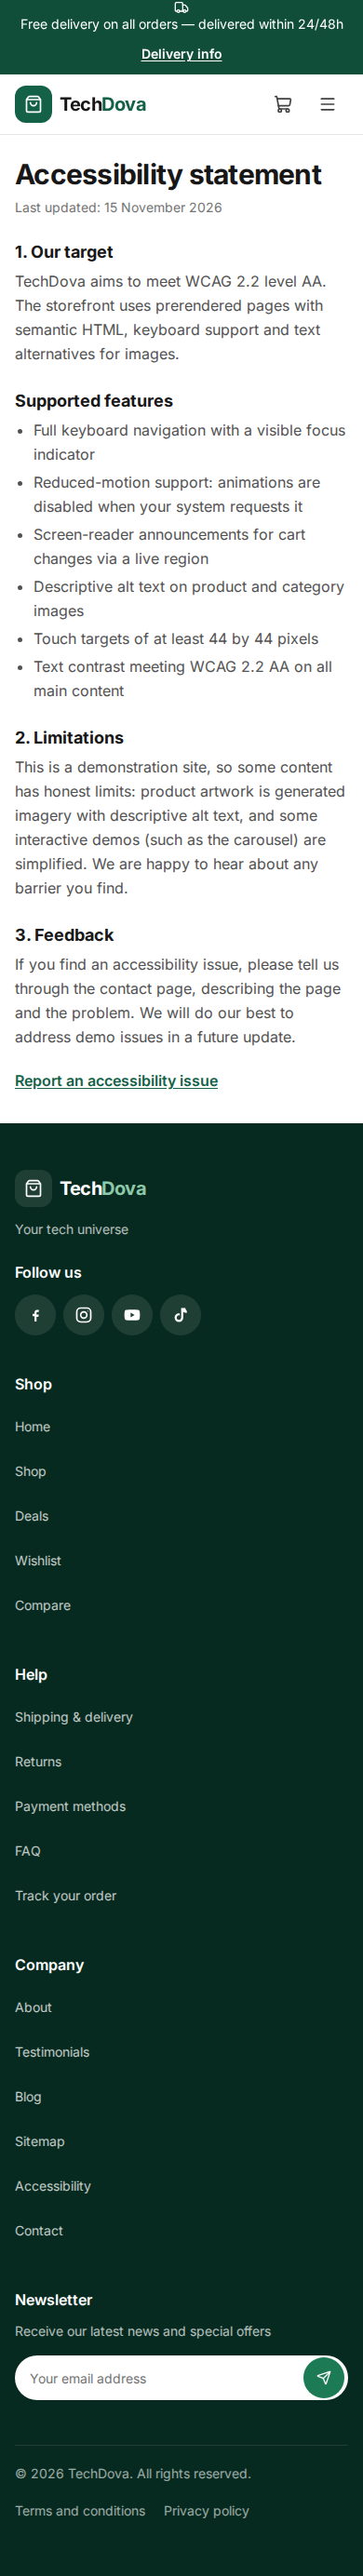 Free delivery on all orders — delivered within 24/48h
Delivery info
TechDova
Accessibility statement
Last updated: 15 November 2026
1. Our target
TechDova aims to meet WCAG 2.2 level AA.
The storefront uses prerendered pages with
semantic HTML, keyboard support and text
alternatives for images.
Supported features
• Full keyboard navigation with a visible focus
indicator
• Reduced-motion support: animations are
disabled when your system requests it
• Screen-reader announcements for cart
changes via a live region
• Descriptive alt text on product and category
images
• Touch targets of at least 44 by 44 pixels
• Text contrast meeting WCAG 2.2 AA on all
main content
2. Limitations
This is a demonstration site, so some content
has honest limits: product artwork is generated
imagery with descriptive alt text, and some
interactive demos (such as the carousel) are
simplified. We are happy to hear about any
barrier you find.
3. Feedback
If you find an accessibility issue, please tell us
through the contact page, describing the page
and the problem. We will do our best to
address demo issues in a future update.
Report an accessibility issue
TechDova
Your tech universe
Follow us
Shop
Home
Shop
Deals
Wishlist
Compare
Help
Shipping & delivery
Returns
Payment methods
FAQ
Track your order
Company
About
Testimonials
Blog
Sitemap
Accessibility
Contact
Newsletter
Receive our latest news and special offers
Your email address
© 2026 TechDova. All rights reserved.
Terms and conditions Privacy policy